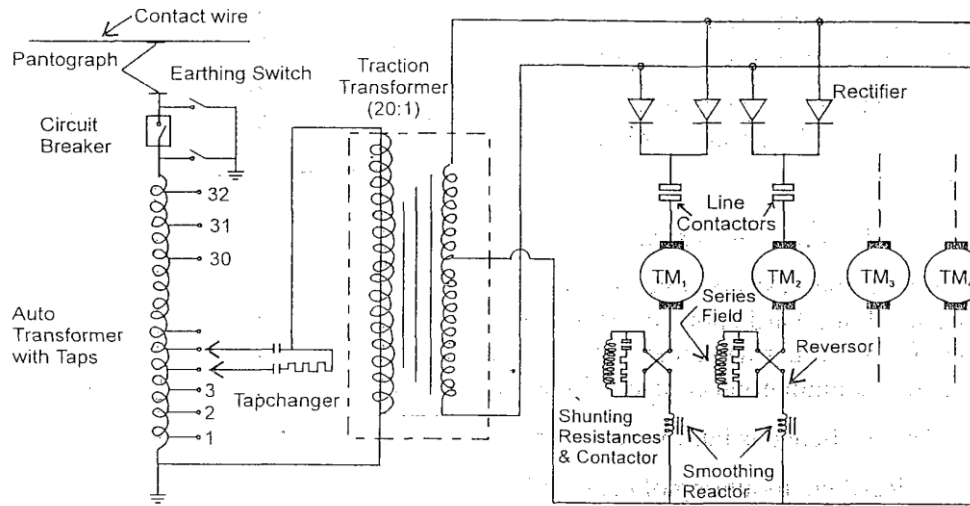 Contact wire
Pantograph
Earthing Switch
Circuit
Breaker
32
31
30
Auto
Transformer
with Taps
3
2
1
Tapchanger
Traction
Transformer
(20:1)
Rectifier
Line
Contactors
TM₁
TM₂
TM₃
TM
Series
Field
Reversor
Shunting
Resistances
& Contactor
Smoothing
Reactor